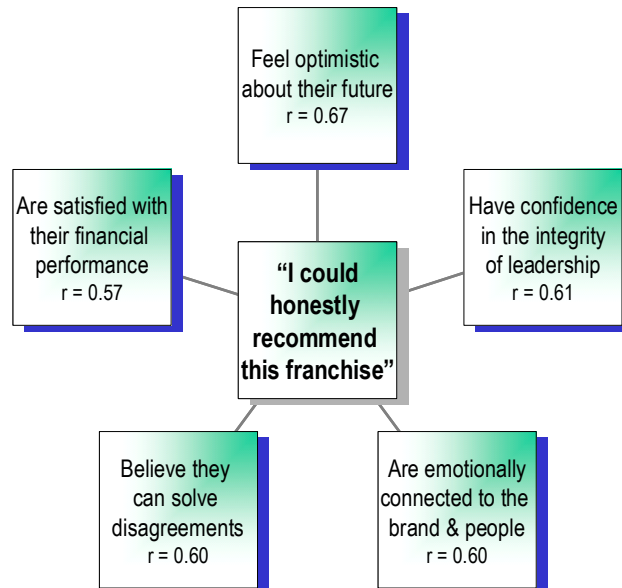 Feel optimistic
about their future
r = 0.67
Are satisfied with
their financial
performance
r = 0.57
Have confidence
in the integrity
of leadership
r = 0.61
“I could
honestly
recommend
this franchise”
Believe they
can solve
disagreements
r = 0.60
Are emotionally
connected to the
brand & people
r = 0.60